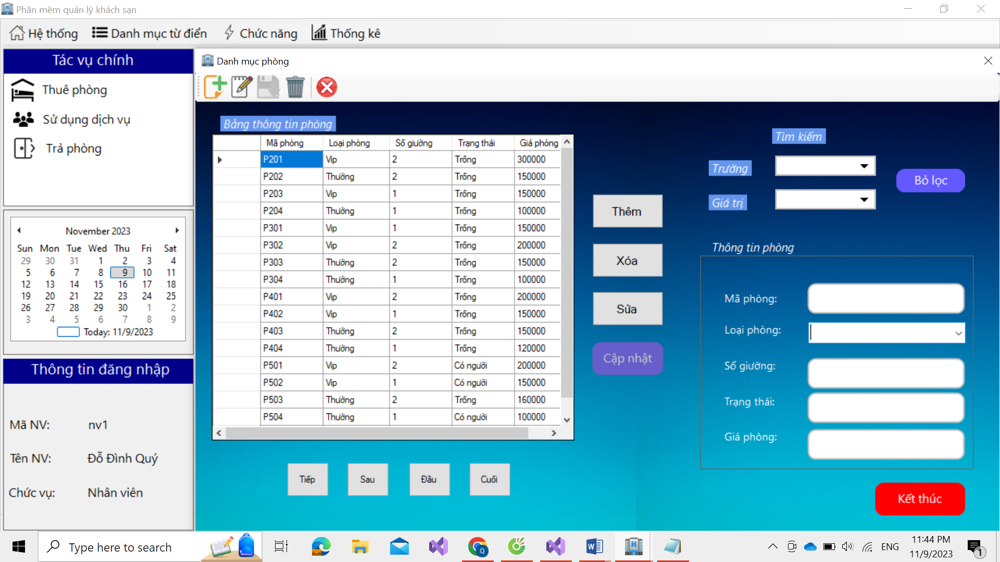 Phần mềm quản lý khách sạn
Hệ thống Danh mục từ điển Chức năng Thống kê
Tác vụ chính
Thuê phòng
Sử dụng dịch vụ
Trả phòng
November 2023
Sun Mon Tue Wed Thu Fri Sat
29 30 31 1 2 3 4
5 6 7 8 9 10 11
12 13 14 15 16 17 18
19 20 21 22 23 24 25
26 27 28 29 30 1 2
3 4 5 6 7 8 9
Today: 11/9/2023
Thông tin đăng nhập
Mã NV: nv1
Tên NV: Đỗ Đình Quý
Chức vụ: Nhân viên
Danh mục phòng
Bảng thông tin phòng
Mã phòng Loại phòng Số giường Trạng thái Giá phòng
P201 Vip 2 Trống 300000
P202 Thường 2 Trống 150000
P203 Vip 1 Trống 150000
P204 Thường 1 Trống 100000
P301 Vip 1 Trống 150000
P302 Vip 2 Trống 200000
P303 Thường 2 Trống 150000
P304 Thường 1 Trống 100000
P401 Vip 2 Trống 200000
P402 Vip 1 Trống 150000
P403 Thường 2 Trống 150000
P404 Thường 1 Trống 120000
P501 Vip 2 Có người 200000
P502 Vip 1 Có người 150000
P503 Thường 2 Trống 160000
P504 Thường 1 Có người 100000
Tiếp Sau Đầu Cuối
Thêm
Xóa
Sửa
Cập nhật
Tìm kiếm
Trường
Giá trị
Bỏ lọc
Thông tin phòng
Mã phòng:
Loại phòng:
Số giường:
Trạng thái:
Giá phòng:
Kết thúc
Type here to search
ENG
11:44 PM
11/9/2023
1